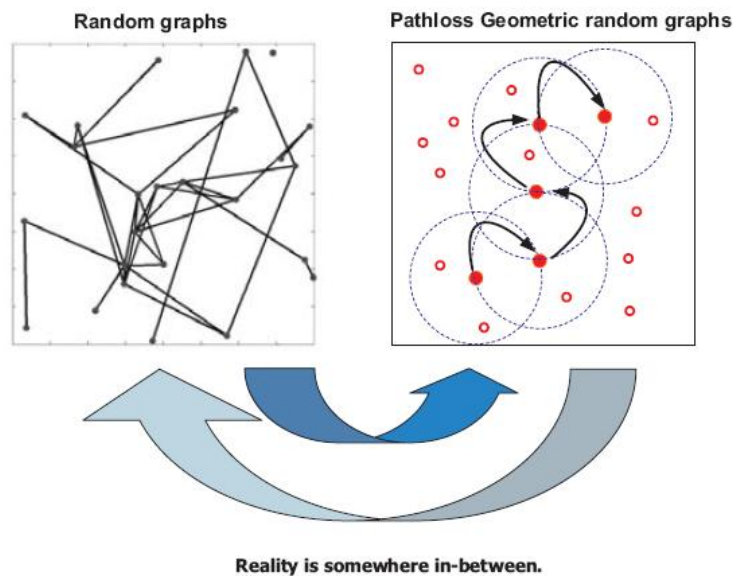 Random graphs
Pathloss Geometric random graphs
Reality is somewhere in-between.